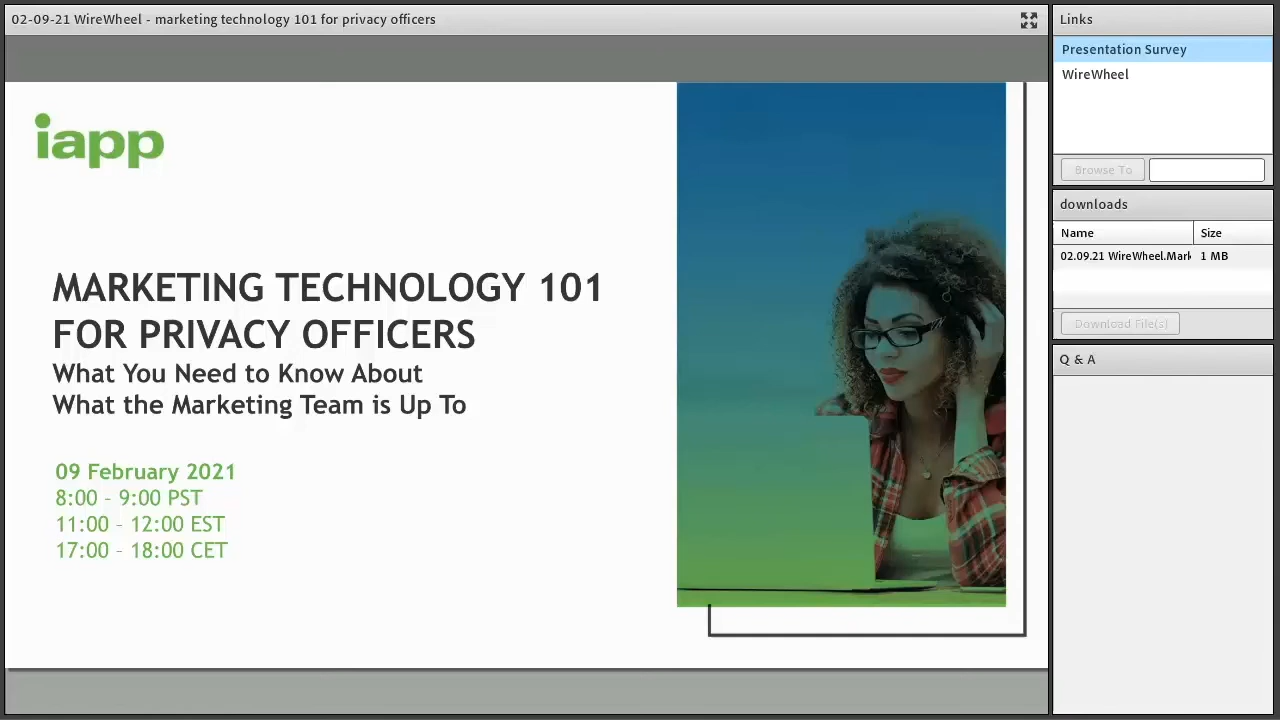 02-09-21 WireWheel - marketing technology 101 for privacy officers
iapp
MARKETING TECHNOLOGY 101
FOR PRIVACY OFFICERS
What You Need to Know About
What the Marketing Team is Up To
09 February 2021
8:00 - 9:00 PST
11:00 - 12:00 EST
17:00 - 18:00 CET
Links
Presentation Survey
WireWheel
Browse To
downloads
Name Size
02.09.21 WireWheel.Mark 1 MB
Download File(s)
Q & A